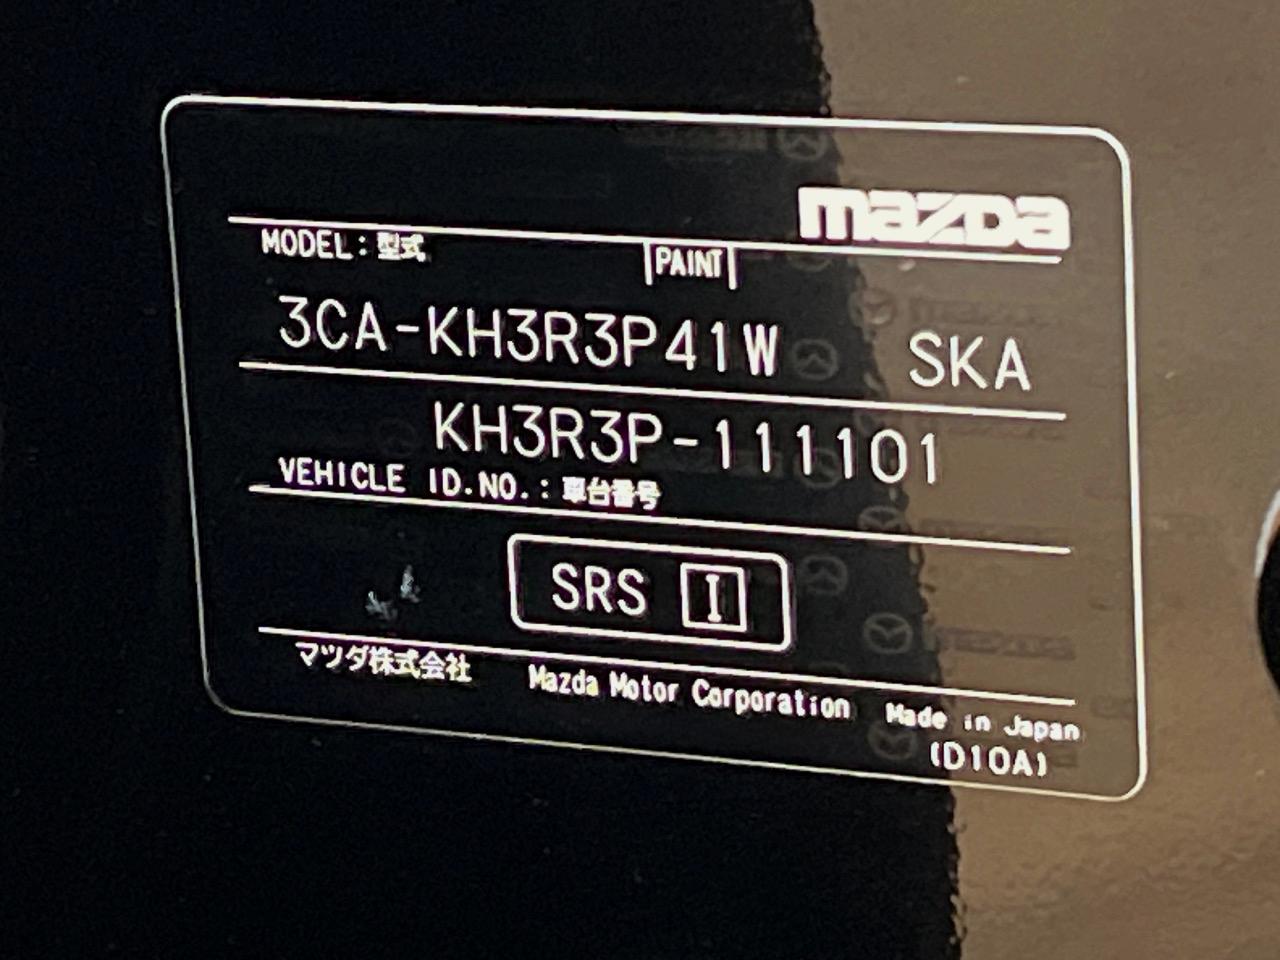 mazda
MODEL：型式
PAINT
3CA-KH3R3P41W SKA
KH3R3P-111101
VEHICLE ID.NO.：車台番号
SRS I
マツダ株式会社 Mazda Motor Corporation Made in Japan
(D10A)